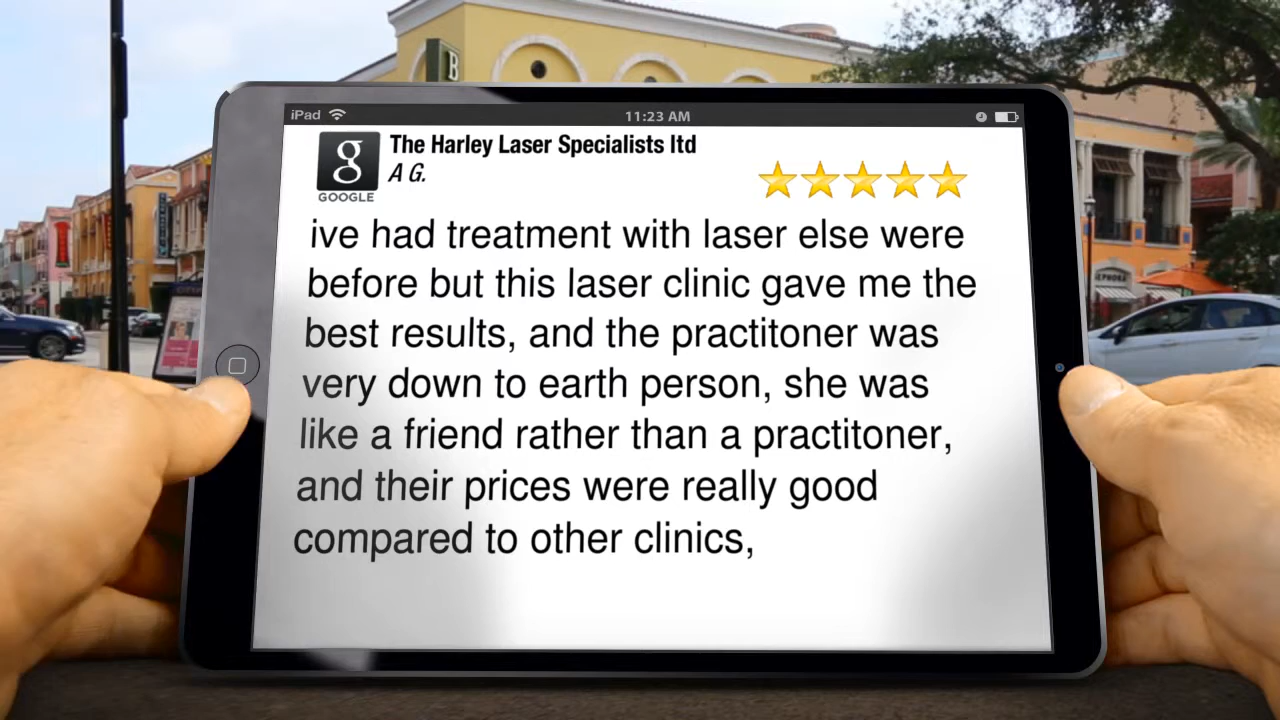 iPad 11:23 AM
The Harley Laser Specialists ltd
A G.
g
GOOGLE
ive had treatment with laser else were
before but this laser clinic gave me the
best results, and the practitoner was
very down to earth person, she was
like a friend rather than a practitoner,
and their prices were really good
compared to other clinics,
B
SEPHORA